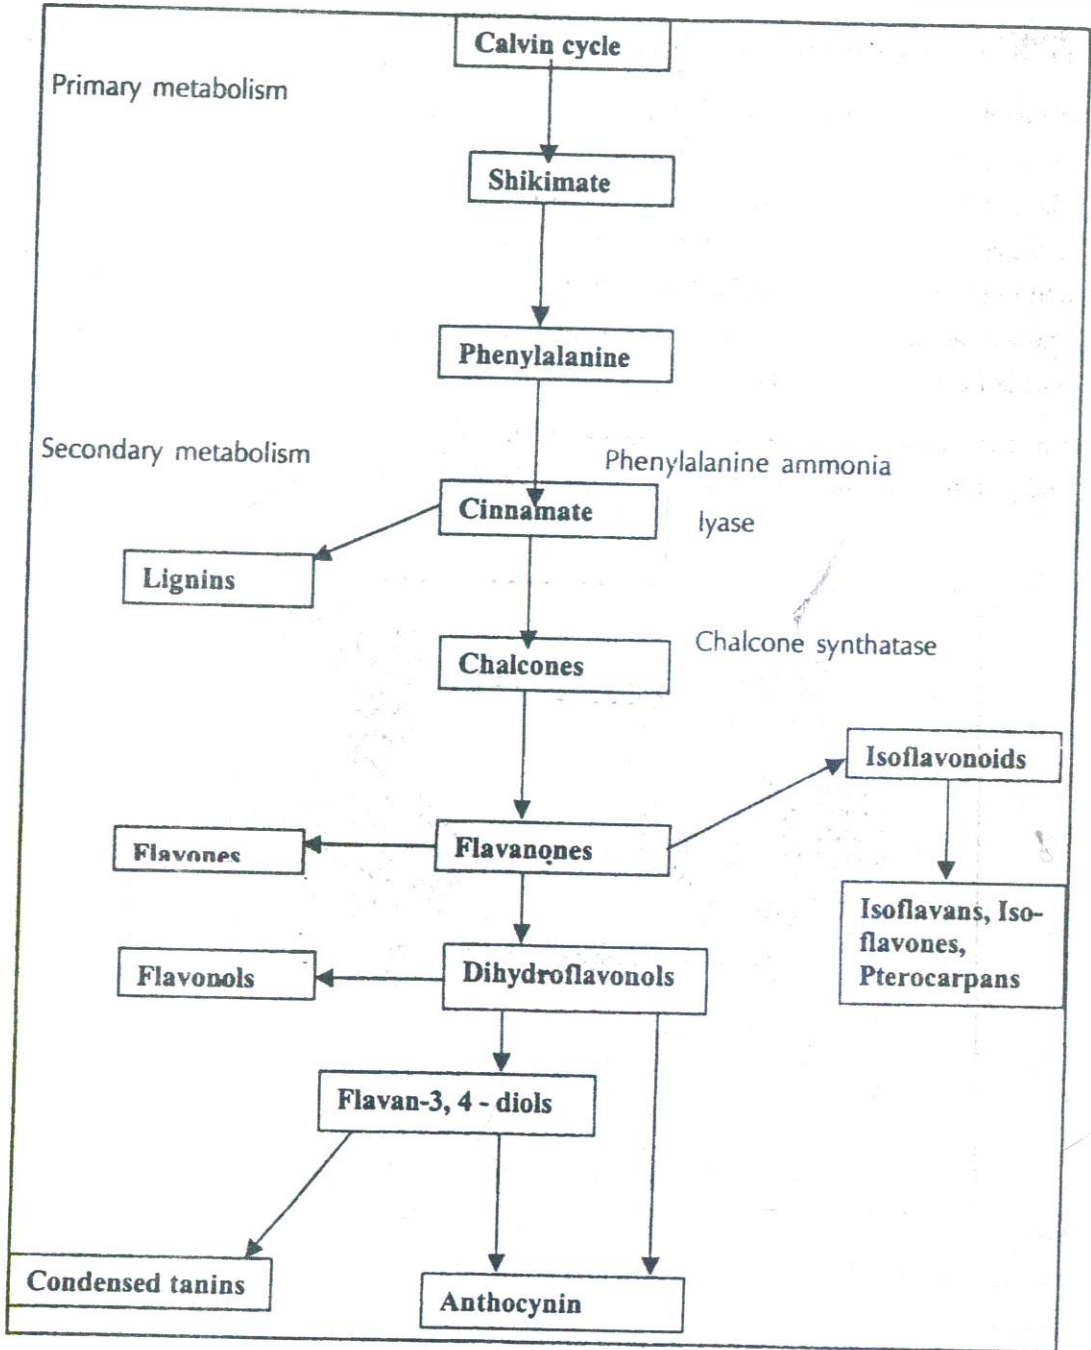 Calvin cycle
Primary metabolism
Shikimate
Phenylalanine
Secondary metabolism
Phenylalanine ammonia
Cinnamate
lyase
Lignins
Chalcone synthatase
Chalcones
Isoflavonoids
Flavones
Flavanones
Isoflavans, Iso-
flavones,
Pterocarpans
Flavonols
Dihydroflavonols
Flavan-3, 4 - diols
Condensed tanins
Anthocynin